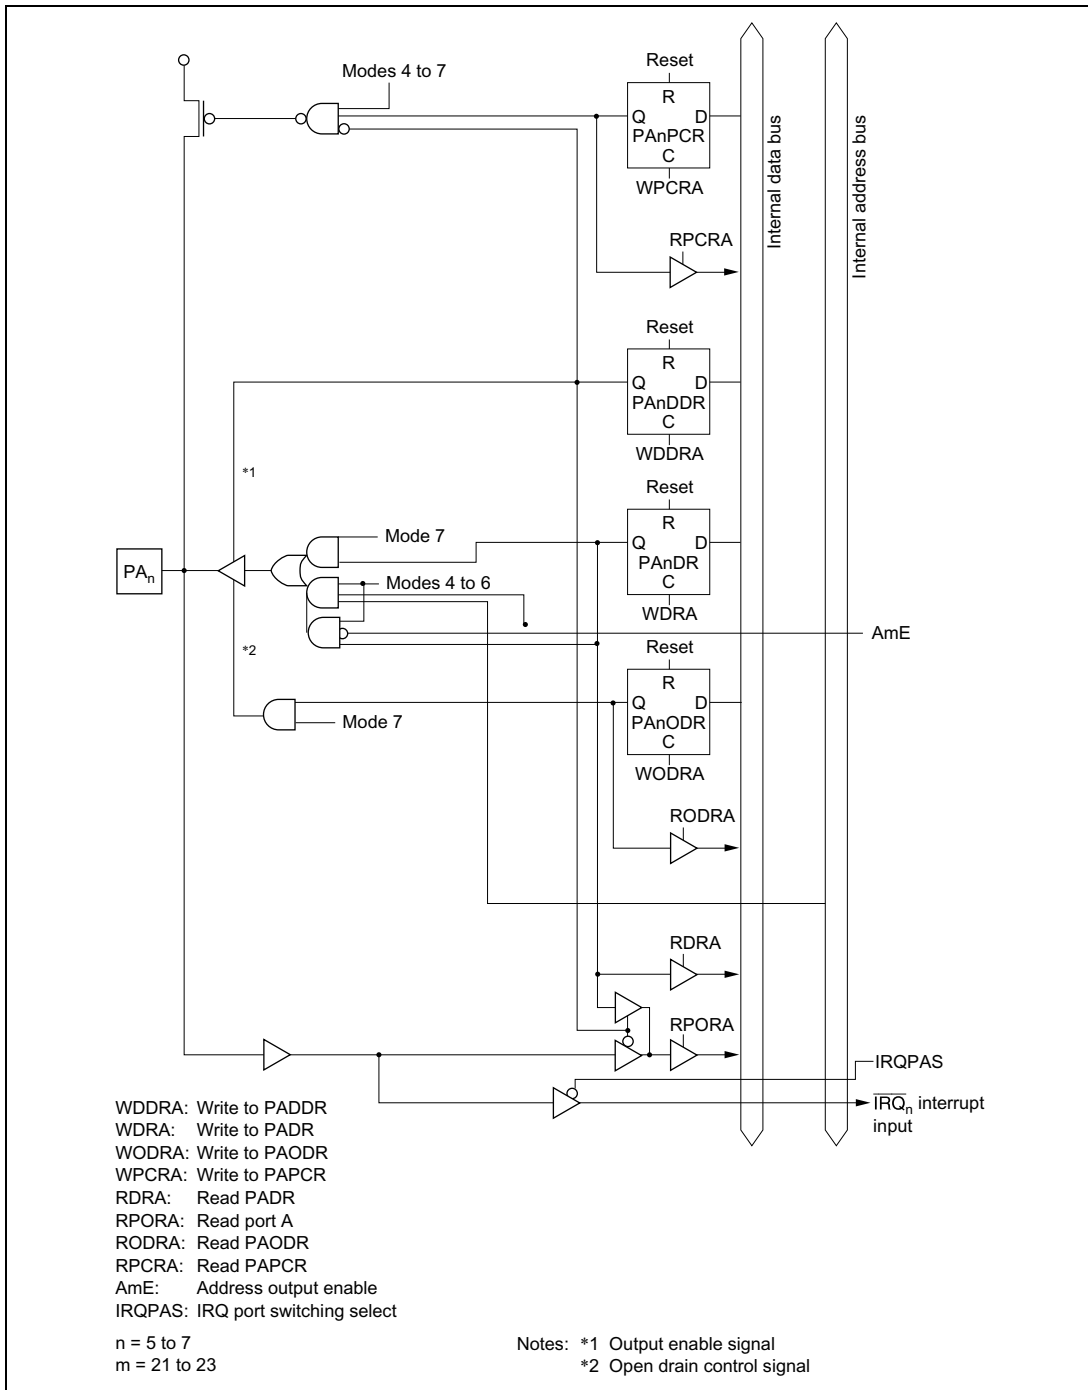 Modes 4 to 7
Reset
R
Q D
PAnPCR
C
WPCRA
Internal data bus
Internal address bus
RPCRA
Reset
R
Q D
PAnDDR
C
WDDRA
*1
Reset
R
Mode 7
Q D
PAnDR
C
WDRA
PAn
Modes 4 to 6
AmE
*2
Reset
R
Q D
PAnODR
C
WODRA
Mode 7
RODRA
RDRA
RPORA
IRQPAS
IRQn interrupt
input
WDDRA: Write to PADDR
WDRA: Write to PADR
WODRA: Write to PAODR
WPCRA: Write to PAPCR
RDRA: Read PADR
RPORA: Read port A
RODRA: Read PAODR
RPCRA: Read PAPCR
AmE: Address output enable
IRQPAS: IRQ port switching select
n = 5 to 7
m = 21 to 23
Notes: *1 Output enable signal
*2 Open drain control signal